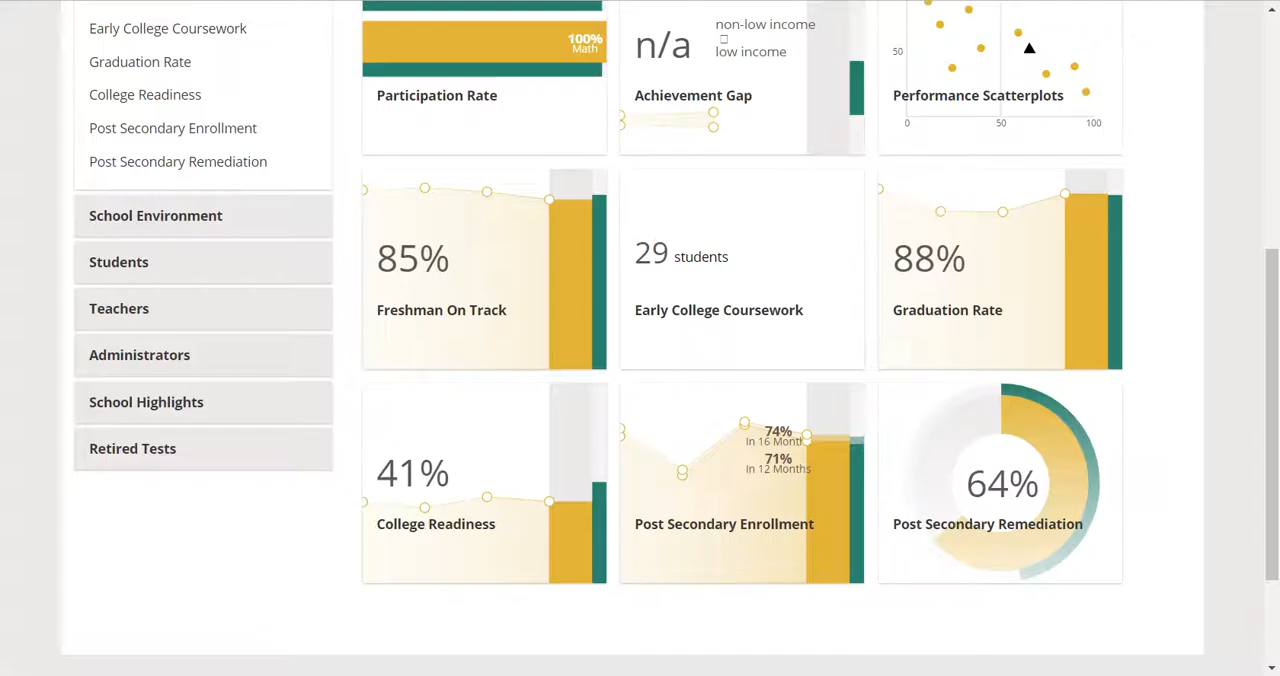 Early College Coursework
Graduation Rate
College Readiness
Post Secondary Enrollment
Post Secondary Remediation
School Environment
Students
Teachers
Administrators
School Highlights
Retired Tests
100%
Math
Participation Rate
n/a
non-low income
low income
Achievement Gap
50
Performance Scatterplots
0 50 100
85%
Freshman On Track
29 students
Early College Coursework
88%
Graduation Rate
41%
College Readiness
74%
In 16 Month
71%
In 12 Months
Post Secondary Enrollment
64%
Post Secondary Remediation